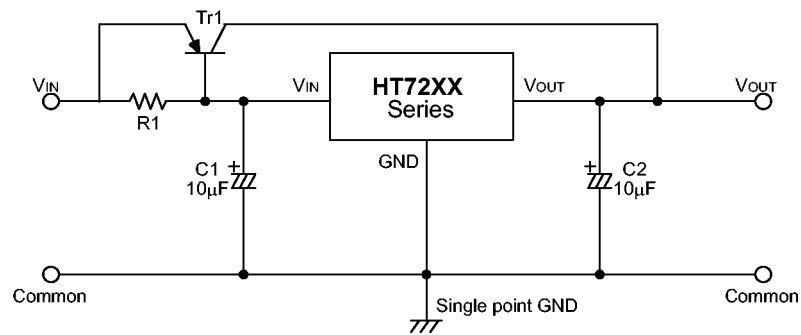 Tr1
VIN
R1
VIN
HT72XX
Series
VOUT
VOUT
GND
C1
10μF
C2
10μF
Common
Single point GND
Common